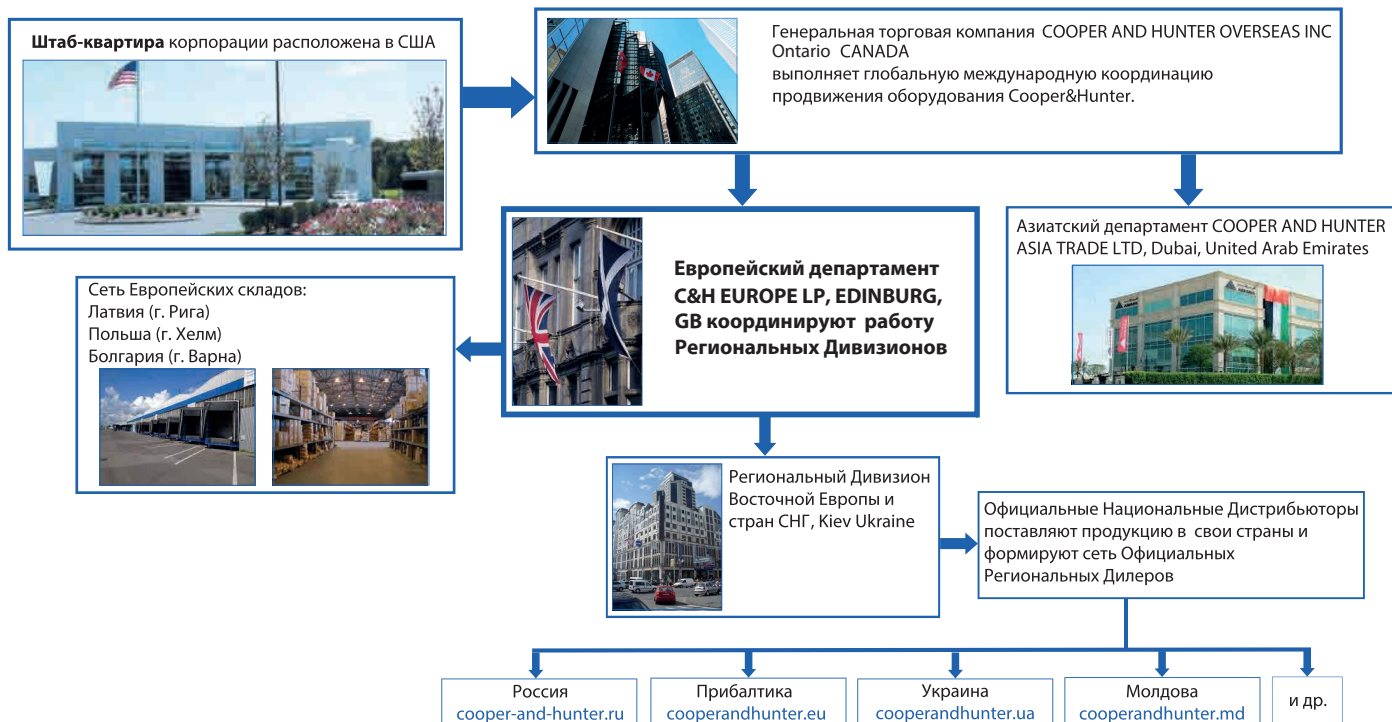 Штаб-квартира корпорации расположена в США
Генеральная торговая компания COOPER AND HUNTER OVERSEAS INC
Ontario CANADA
выполняет глобальную международную координацию
продвижения оборудования Cooper&Hunter.
Европейский департамент
C&H EUROPE LP, EDINBURG,
GB координируют работу
Региональных Дивизионов
Азиатский департамент COOPER AND HUNTER
ASIA TRADE LTD, Dubai, United Arab Emirates
Сеть Европейских складов:
Латвия (г. Рига)
Польша (г. Хелм)
Болгария (г. Варна)
Региональный Дивизион
Восточной Европы и
стран СНГ, Kiev Ukraine
Официальные Национальные Дистрибьюторы
поставляют продукцию в свои страны и
формируют сеть Официальных
Региональных Дилеров
Россия
cooper-and-hunter.ru
Прибалтика
cooperandhunter.eu
Украина
cooperandhunter.ua
Молдова
cooperandhunter.md
и др.